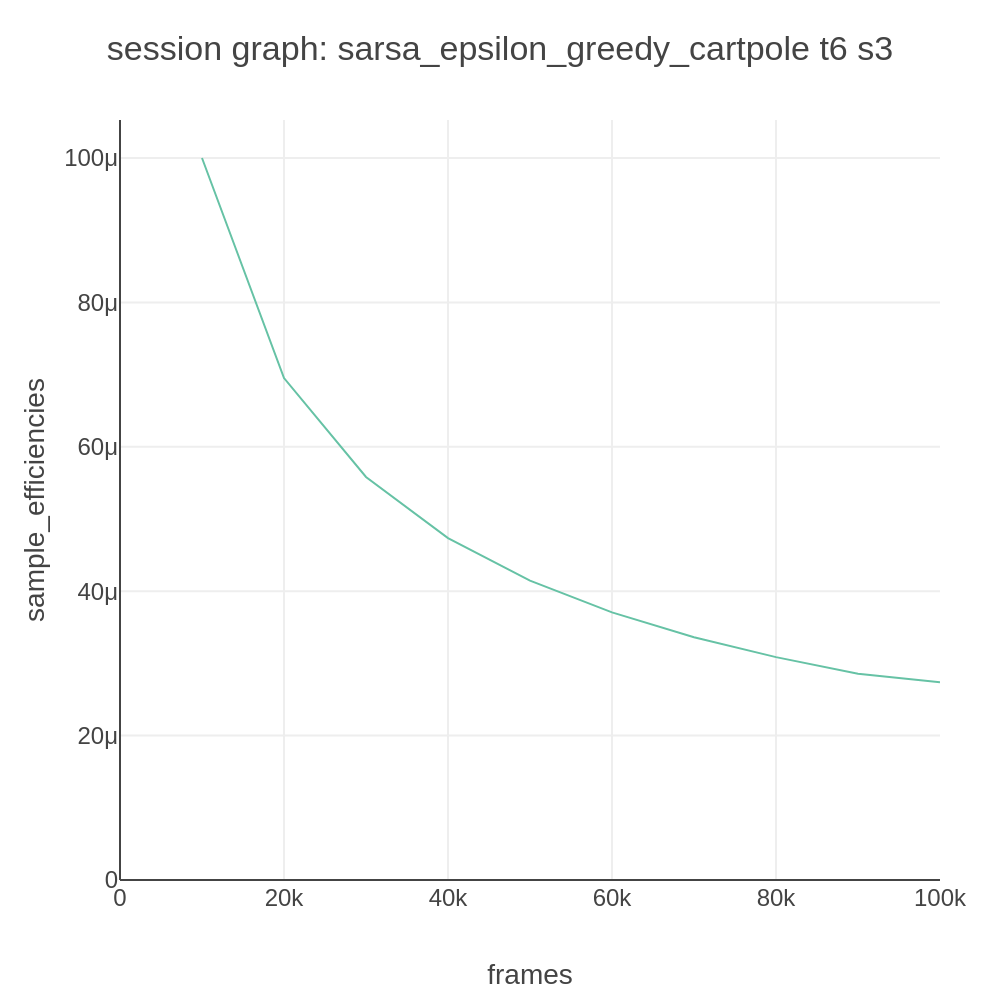 session graph: sarsa_epsilon_greedy_cartpole t6 s3
100μ
80μ
60μ
40μ
20μ
0
sample_efficiencies
0 20k 40k 60k 80k 100k
frames